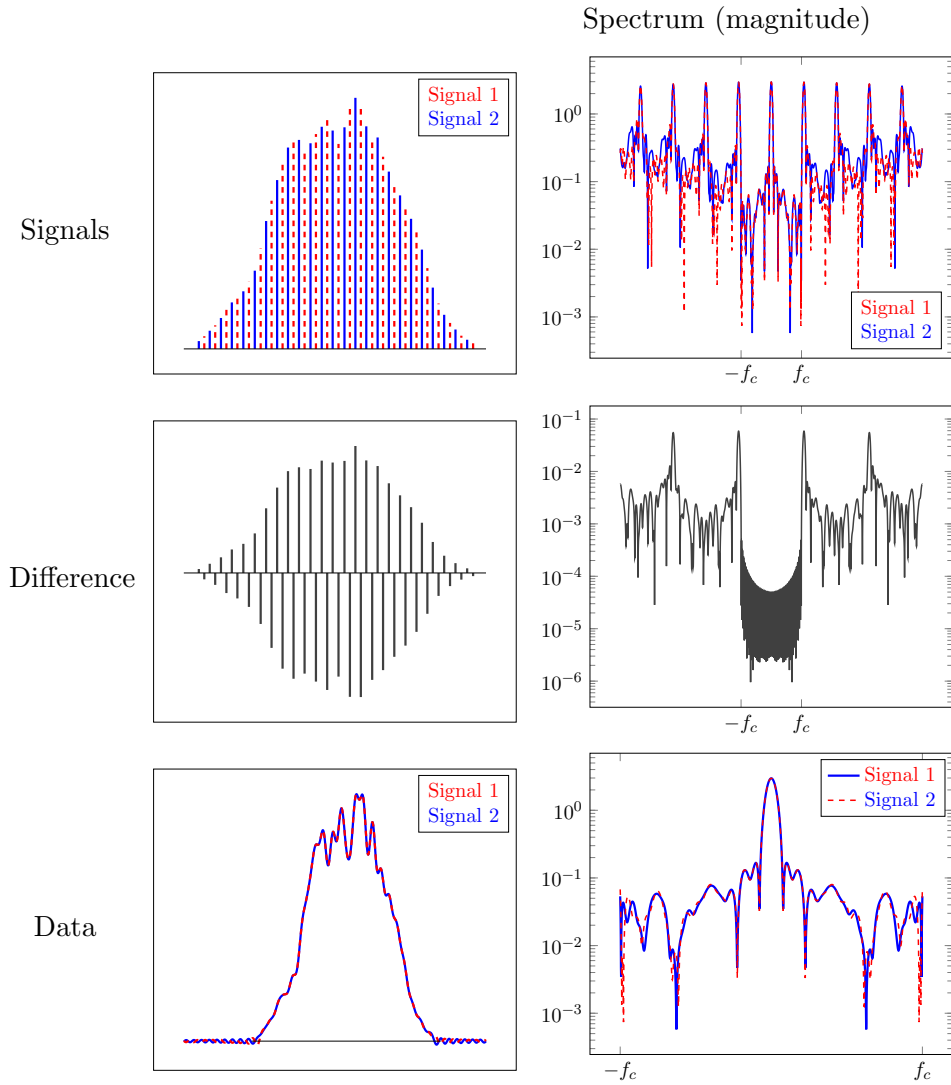 Spectrum (magnitude)
Signals
Signal 1
Signal 2
10^0
10^-1
10^-2
10^-3
Signal 1
Signal 2
−f_c
f_c
Difference
10^-1
10^-2
10^-3
10^-4
10^-5
10^-6
−f_c
f_c
Data
Signal 1
Signal 2
10^0
10^-1
10^-2
10^-3
Signal 1
Signal 2
−f_c
f_c